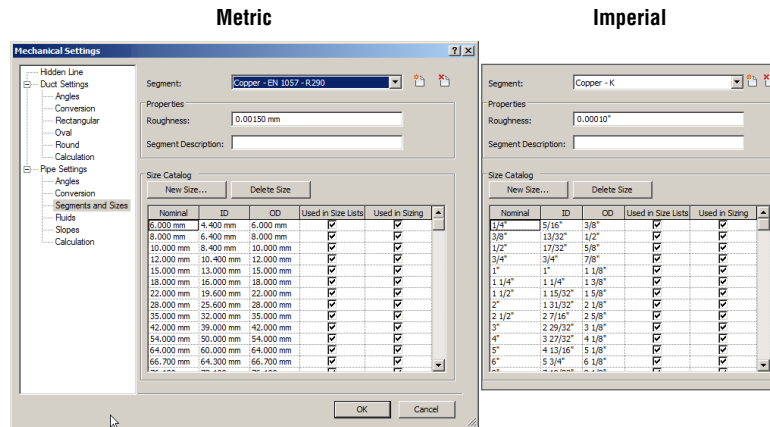 Metric
Imperial
Mechanical Settings
Hidden Line
Duct Settings
Angles
Conversion
Rectangular
Oval
Round
Calculation
Pipe Settings
Angles
Conversion
Segments and Sizes
Fluids
Slopes
Calculation
Segment: Copper - EN 1057 - R290
Properties
Roughness: 0.00150 mm
Segment Description:
Size Catalog
New Size... Delete Size
Nominal ID OD Used in Size Lists Used in Sizing
6.000 mm 4.400 mm 6.000 mm
8.000 mm 6.400 mm 8.000 mm
10.000 mm 8.400 mm 10.000 mm
12.000 mm 10.400 mm 12.000 mm
15.000 mm 13.000 mm 15.000 mm
18.000 mm 16.000 mm 18.000 mm
22.000 mm 19.600 mm 22.000 mm
28.000 mm 25.600 mm 28.000 mm
35.000 mm 32.000 mm 35.000 mm
42.000 mm 39.000 mm 42.000 mm
54.000 mm 50.000 mm 54.000 mm
64.000 mm 60.000 mm 64.000 mm
66.700 mm 64.300 mm 66.700 mm
OK Cancel
Segment: Copper - K
Properties
Roughness: 0.00010"
Segment Description:
Size Catalog
New Size... Delete Size
Nominal ID OD Used in Size Lists Used in Sizing
1/4" 5/16" 3/8"
3/8" 13/32" 1/2"
1/2" 17/32" 5/8"
3/4" 3/4" 7/8"
1" 1" 1 1/8"
1 1/4" 1 1/4" 1 3/8"
1 1/2" 1 15/32" 1 5/8"
2" 1 31/32" 2 1/8"
2 1/2" 2 7/16" 2 5/8"
3" 2 29/32" 3 1/8"
4" 3 27/32" 4 1/8"
5" 4 13/16" 5 1/8"
6" 5 3/4" 6 1/8"